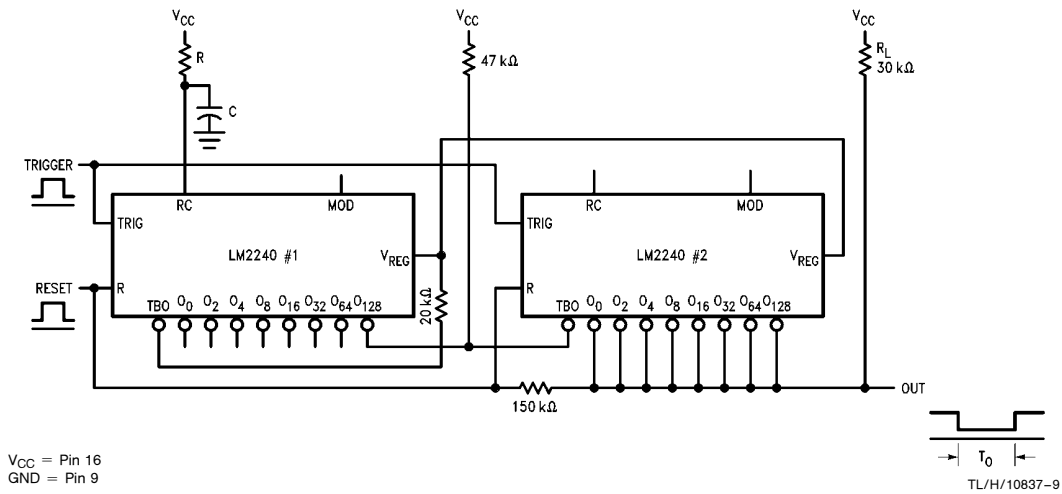 VCC VCC VCC
R 47 kΩ RL
30 kΩ
C
TRIGGER
RC MOD RC MOD
TRIG TRIG
LM2240 #1 VREG LM2240 #2 VREG
RESET R R
TBO O0 O2 O4 O8 O16 O32 O64 O128 20 kΩ TBO O0 O2 O4 O8 O16 O32 O64 O128
OUT
150 kΩ
T0
VCC = Pin 16
GND = Pin 9
TL/H/10837-9